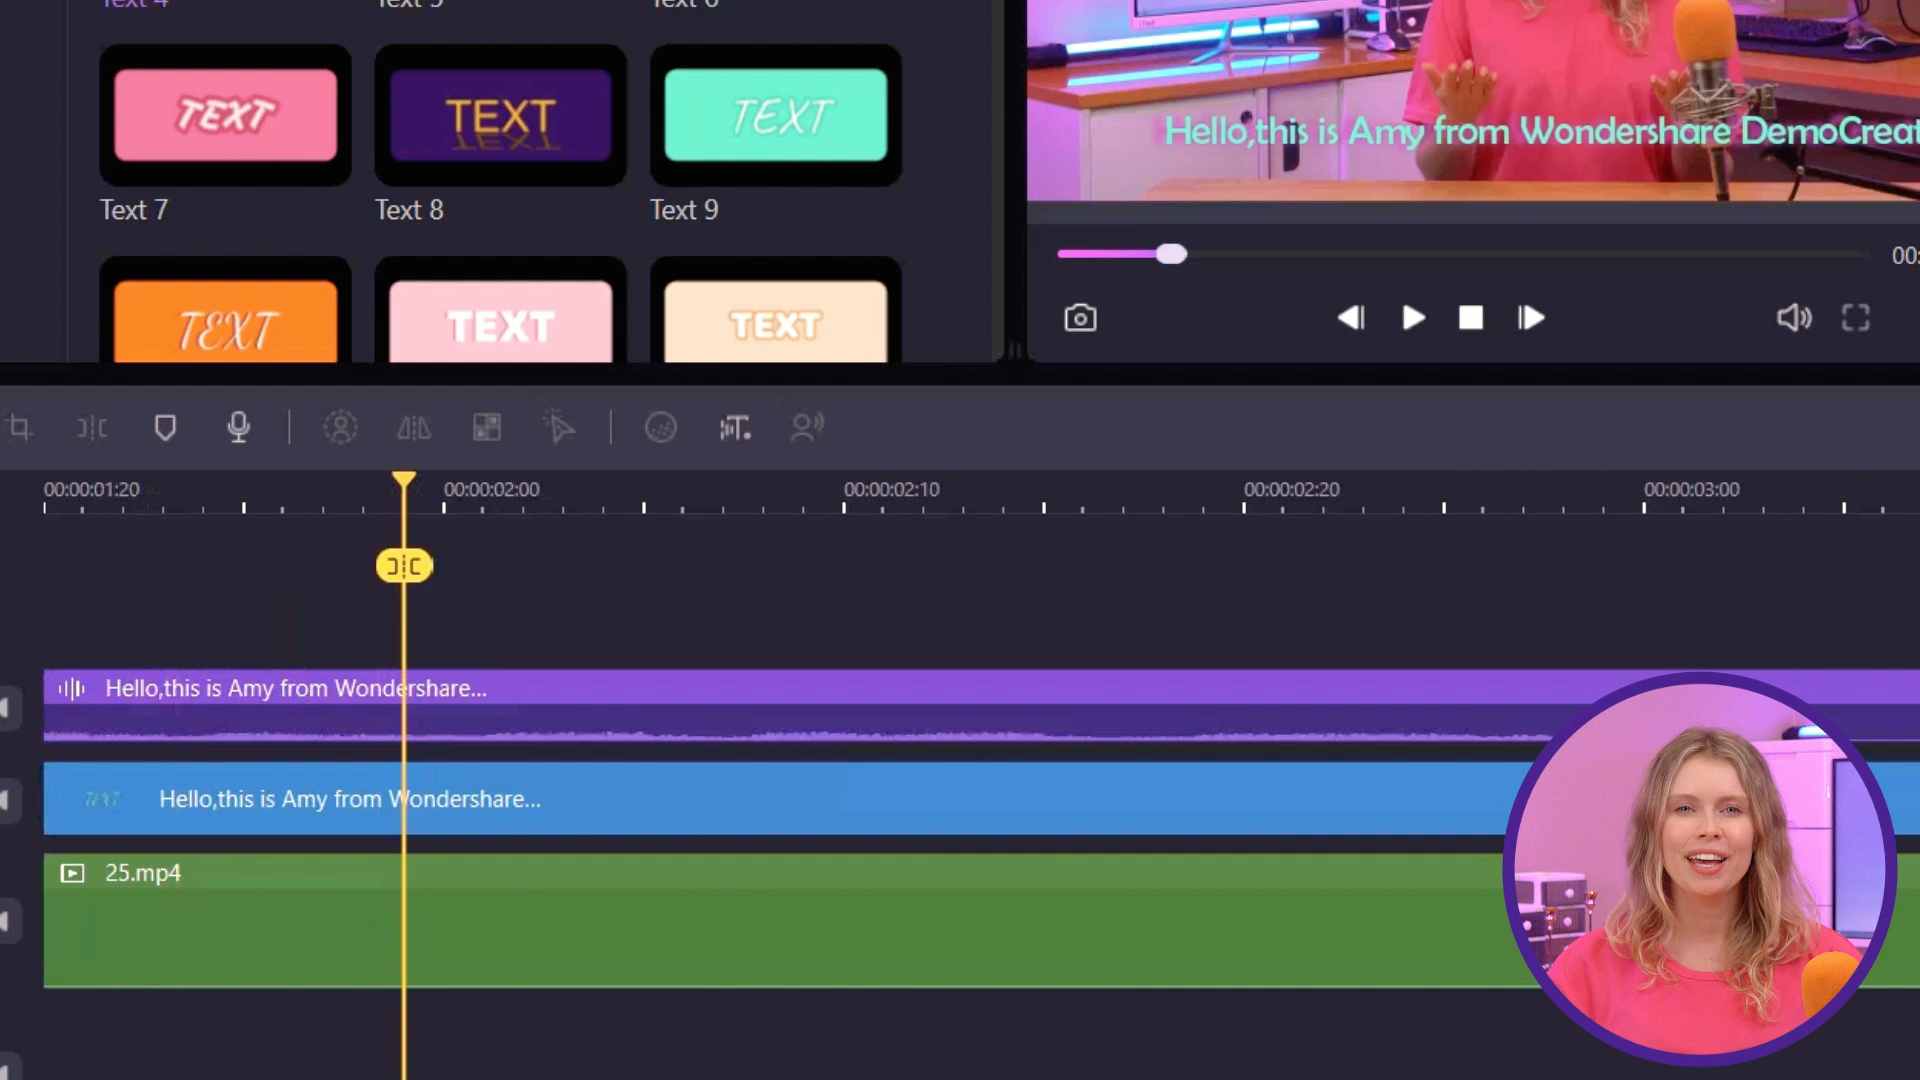 Text 4
Text 5
Text 6
TEXT
TEXT
TEXT
Text 7
Text 8
Text 9
TEXT
TEXT
TEXT
Hello,this is Amy from Wondershare DemoCreat
00:
00:00:01:20
00:00:02:00
00:00:02:10
00:00:02:20
00:00:03:00
Hello,this is Amy from Wondershare...
TEXT
Hello,this is Amy from Wondershare...
25.mp4